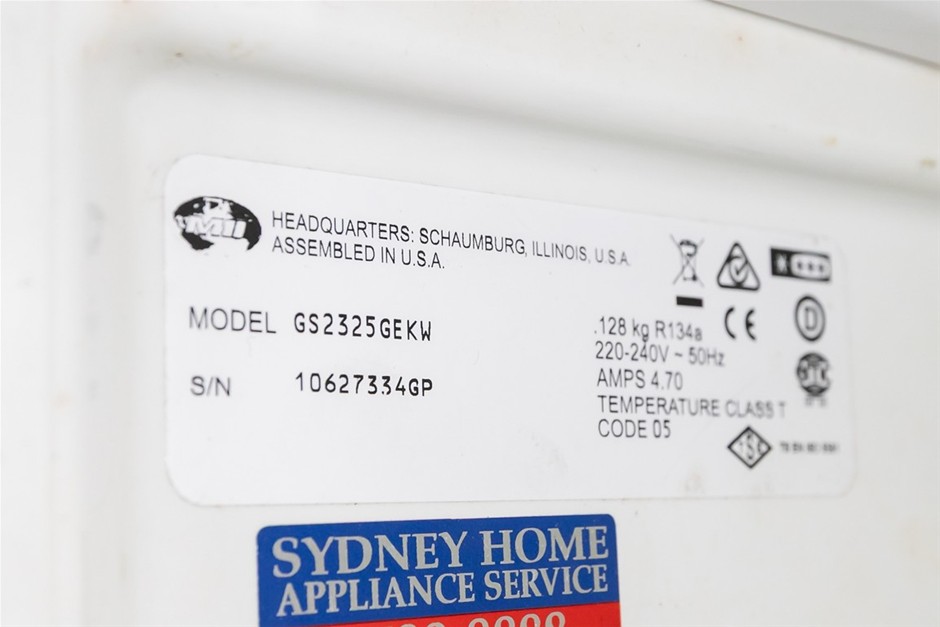 HEADQUARTERS: SCHAUMBURG, ILLINOIS, U.S.A.
ASSEMBLED IN U.S.A.
MODEL GS2325GEKW
S/N 10627334GP
.128 kg R134a
220-240V ~ 50Hz
AMPS 4.70
TEMPERATURE CLASS T
CODE 05
CE
D
SYDNEY HOME
APPLIANCE SERVICE